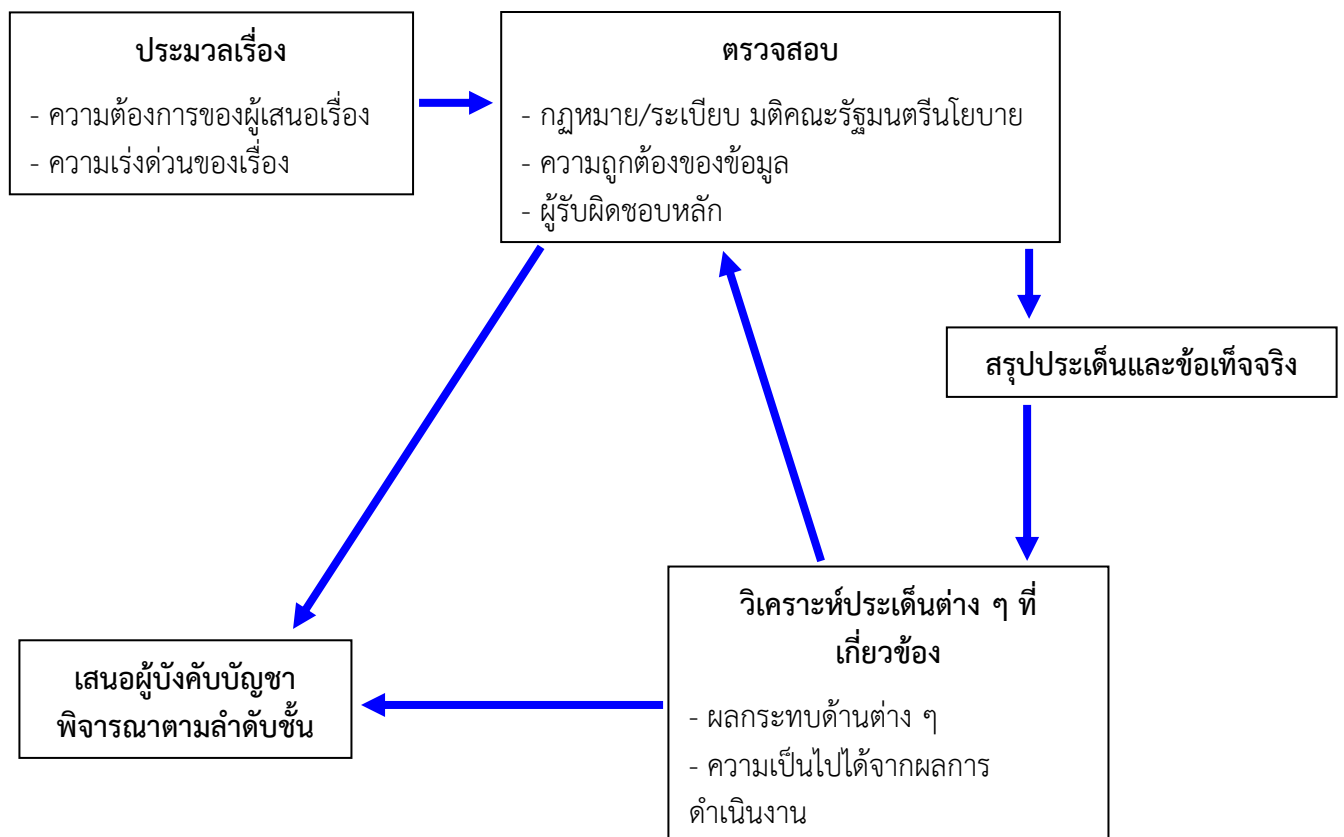 ประมวลเรื่อง
- ความต้องการของผู้เสนอเรื่อง
- ความเร่งด่วนของเรื่อง
ตรวจสอบ
- กฎหมาย/ระเบียบ มติคณะรัฐมนตรีนโยบาย
- ความถูกต้องของข้อมูล
- ผู้รับผิดชอบหลัก
สรุปประเด็นและข้อเท็จจริง
วิเคราะห์ประเด็นต่าง ๆ ที่
เกี่ยวข้อง
- ผลกระทบด้านต่าง ๆ
- ความเป็นไปได้จากผลการ
ดำเนินงาน
เสนอผู้บังคับบัญชา
พิจารณาตามลำดับชั้น